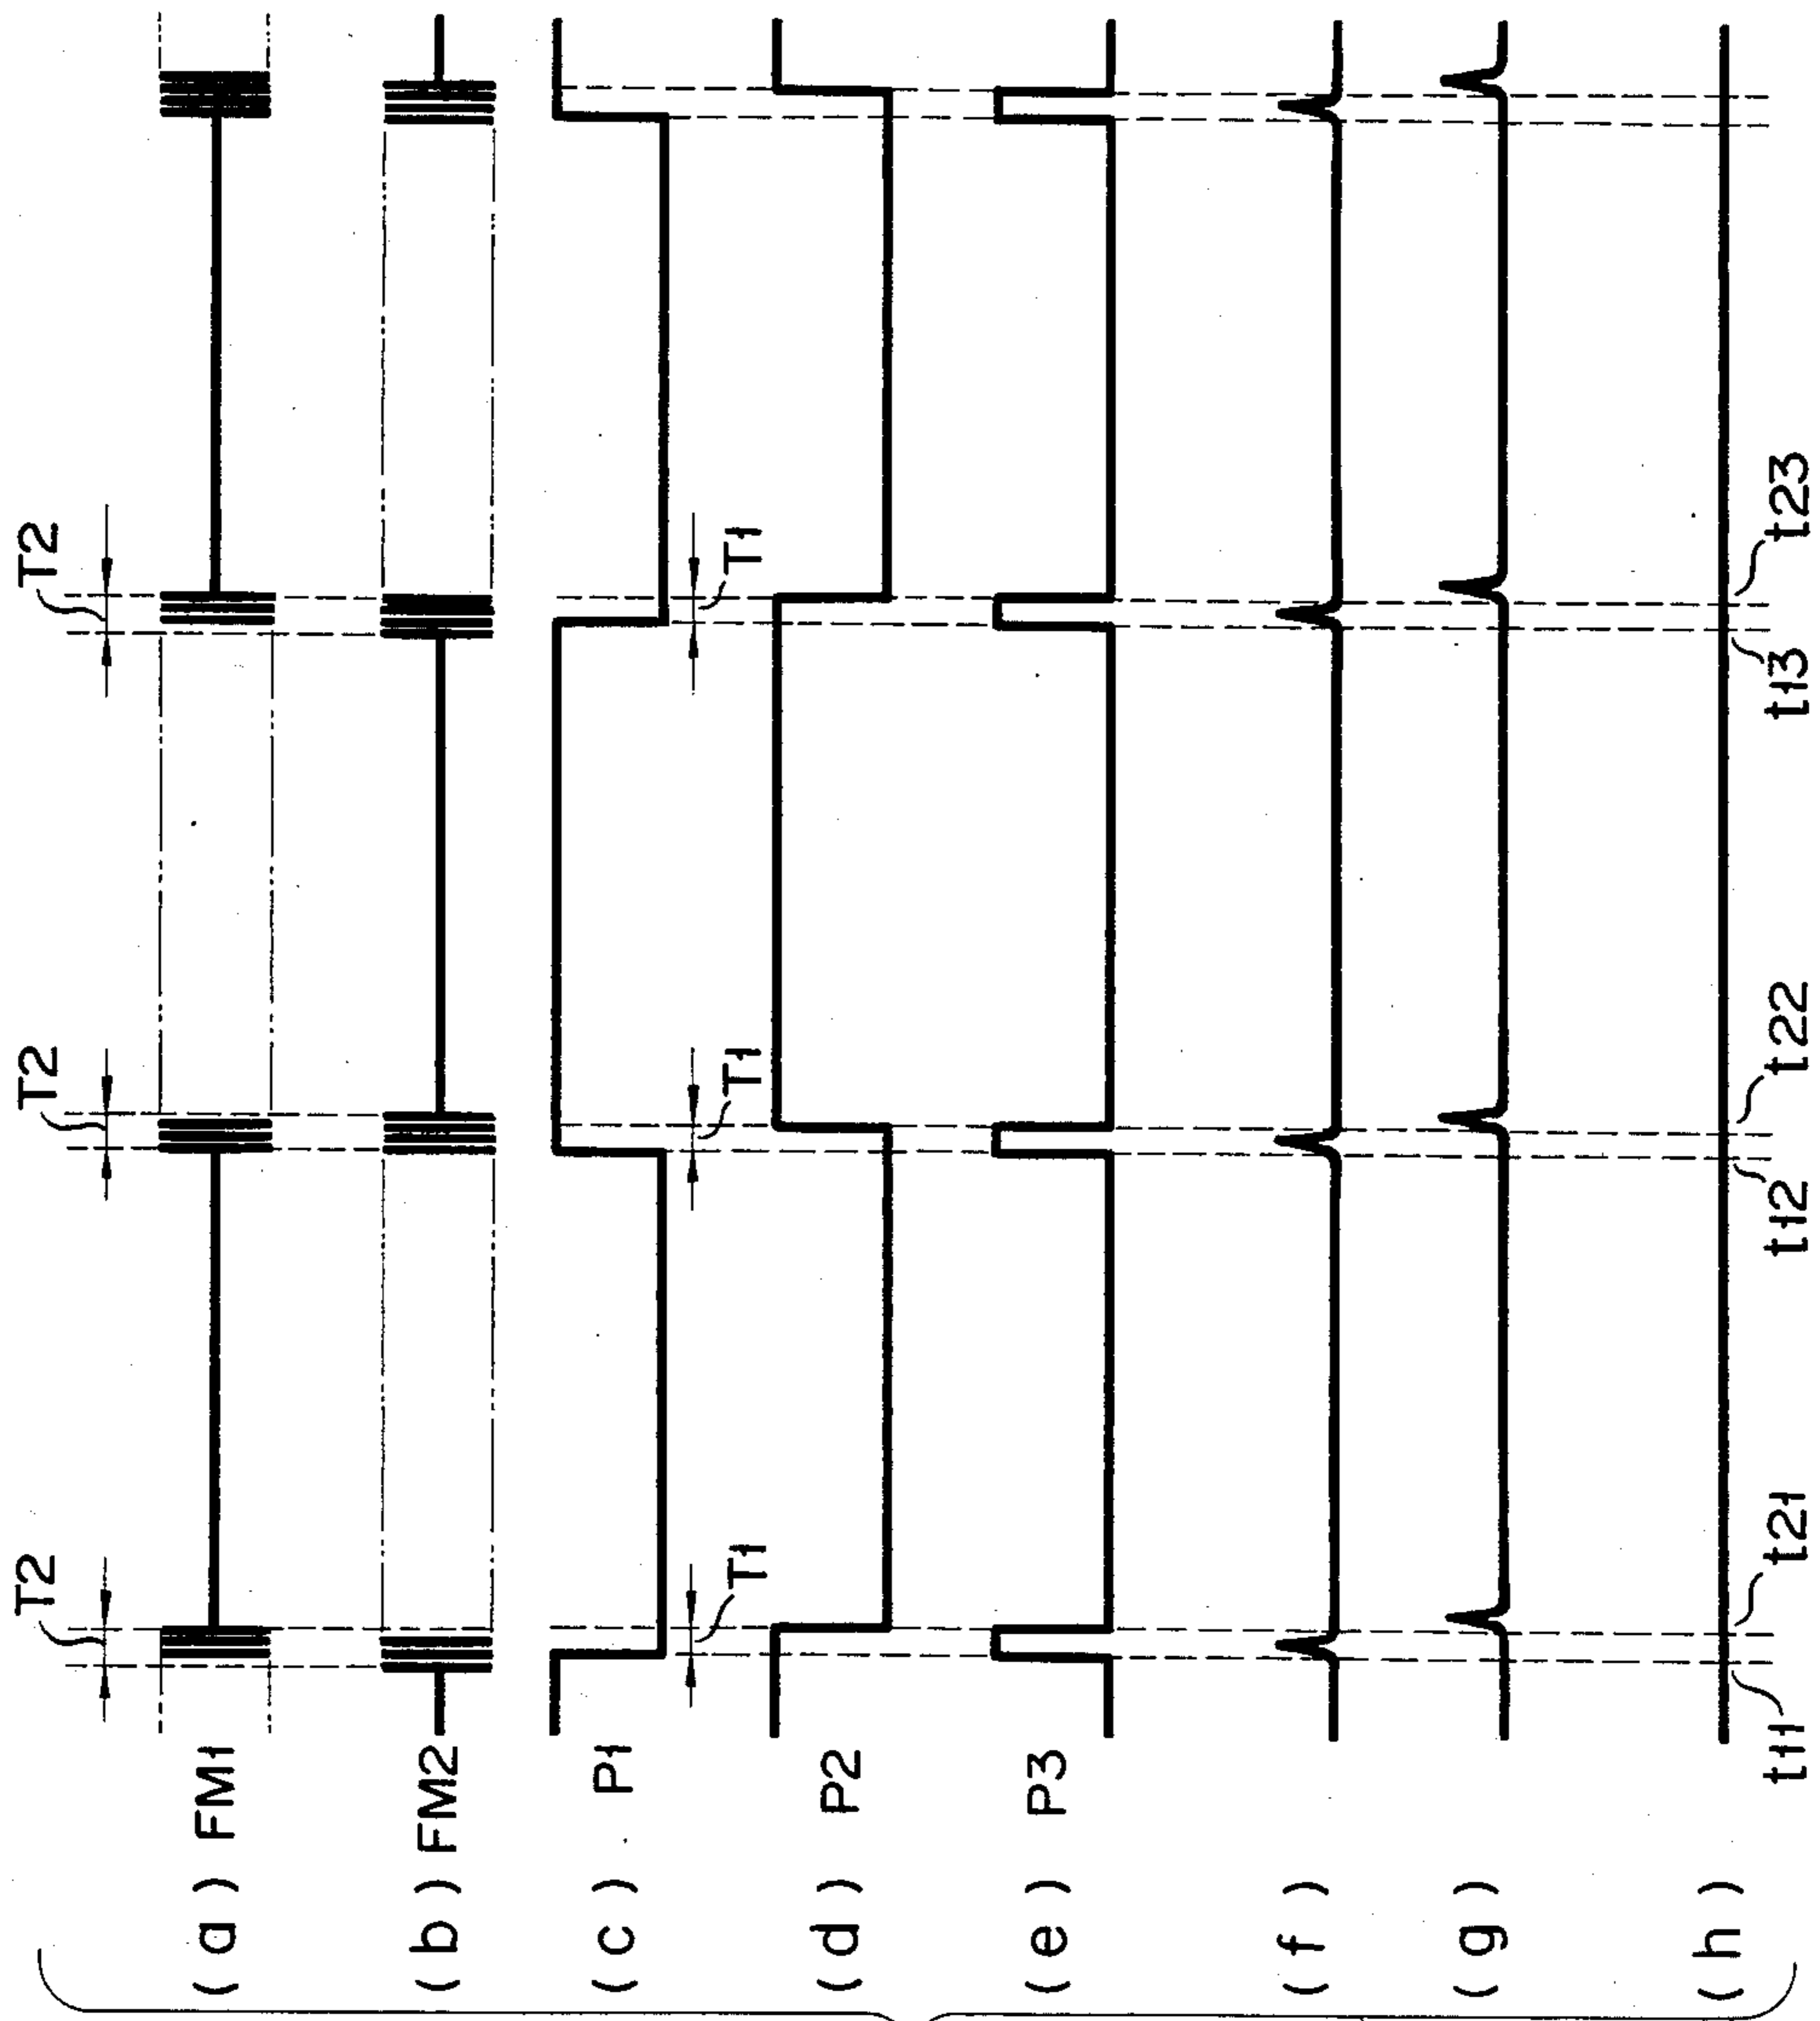 T2 T2 T2
(a) FM1
(b) FM2
(c) P1
T1 T1 T1
(d) P2
(e) P3
(f)
(g)
(h)
t11 t21 t12 t22 t13 t23